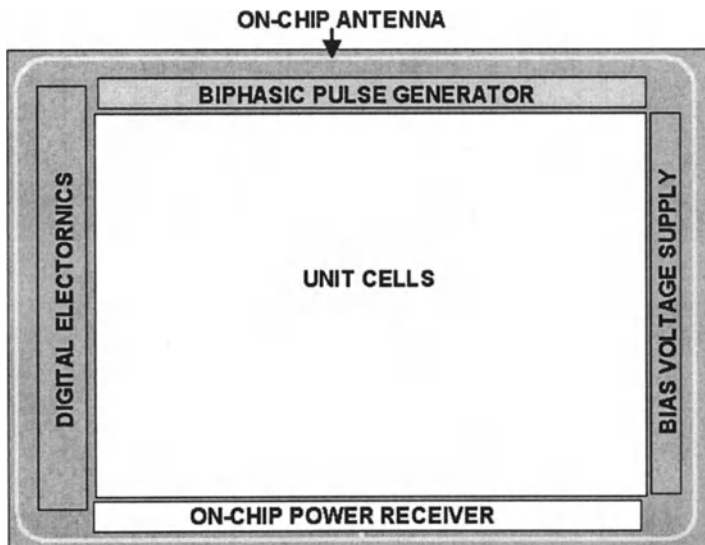 ON-CHIP ANTENNA
BIPHASIC PULSE GENERATOR
DIGITAL ELECTORNICS
UNIT CELLS
BIAS VOLTAGE SUPPLY
ON-CHIP POWER RECEIVER